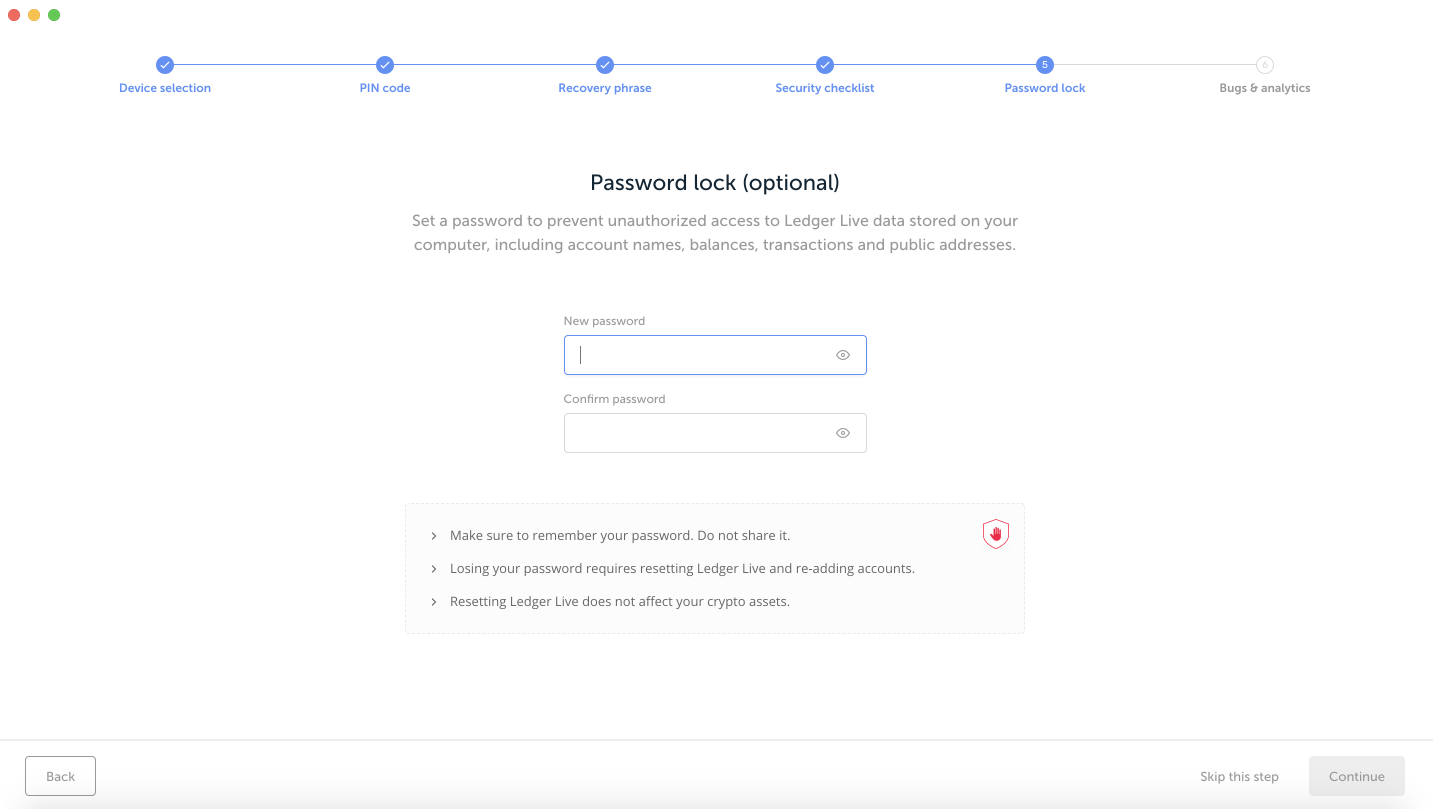 5
6
Device selection
PIN code
Recovery phrase
Security checklist
Password lock
Bugs & analytics
Password lock (optional)
Set a password to prevent unauthorized access to Ledger Live data stored on your
computer, including account names, balances, transactions and public addresses.
New password
Confirm password
Make sure to remember your password. Do not share it.
Losing your password requires resetting Ledger Live and re-adding accounts.
Resetting Ledger Live does not affect your crypto assets.
Back
Skip this step
Continue